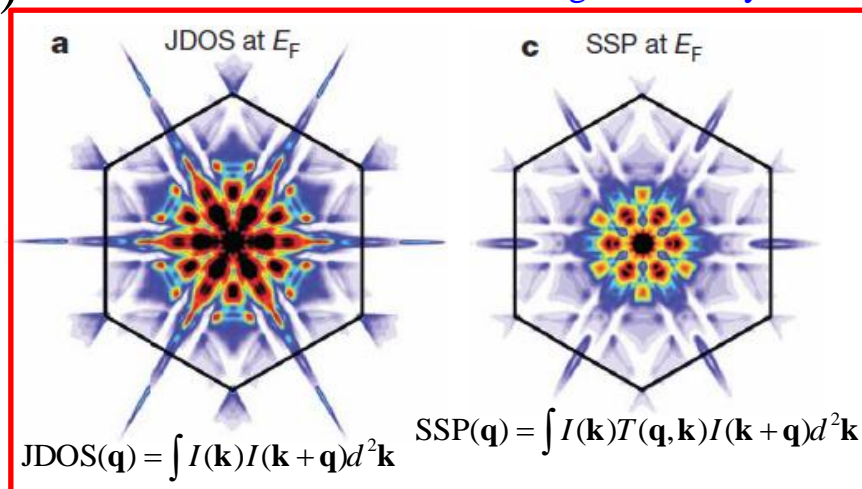 )
a JDOS at E_F
c SSP at E_F
JDOS(q) = ∫ I(k)I(k + q)d²k
SSP(q) = ∫ I(k)T(q,k)I(k + q)d²k